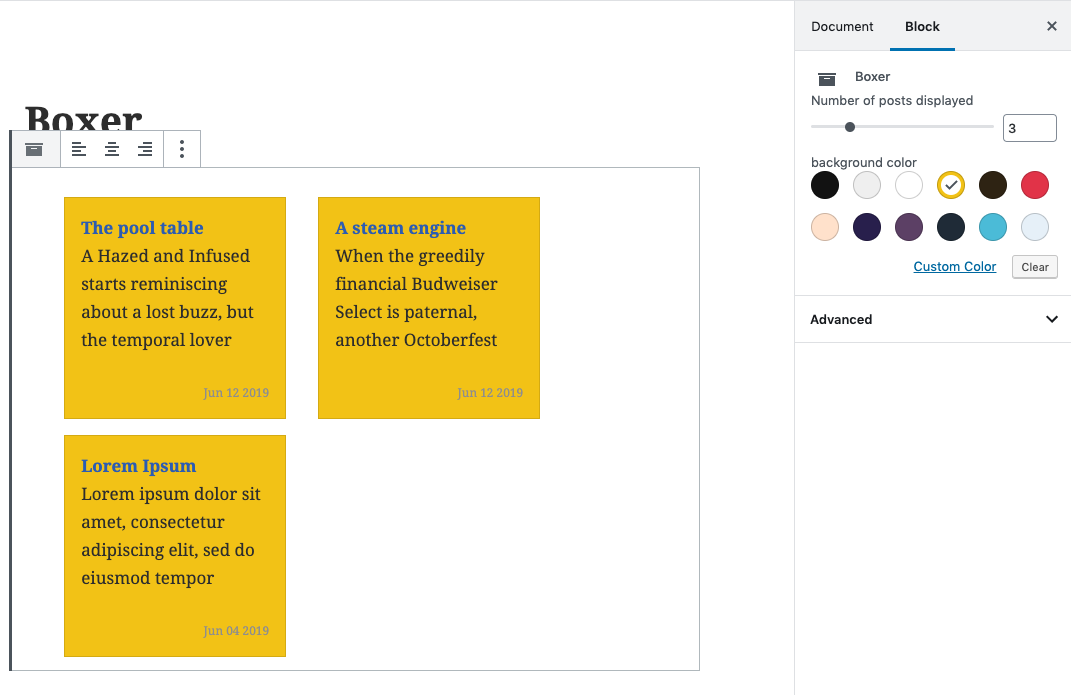 Boxer
The pool table
A Hazed and Infused
starts reminiscing
about a lost buzz, but
the temporal lover
Jun 12 2019
A steam engine
When the greedily
financial Budweiser
Select is paternal,
another Octoberfest
Jun 12 2019
Lorem Ipsum
Lorem ipsum dolor sit
amet, consectetur
adipiscing elit, sed do
eiusmod tempor
Jun 04 2019
Document Block
Boxer
Number of posts displayed
3
background color
Custom Color Clear
Advanced